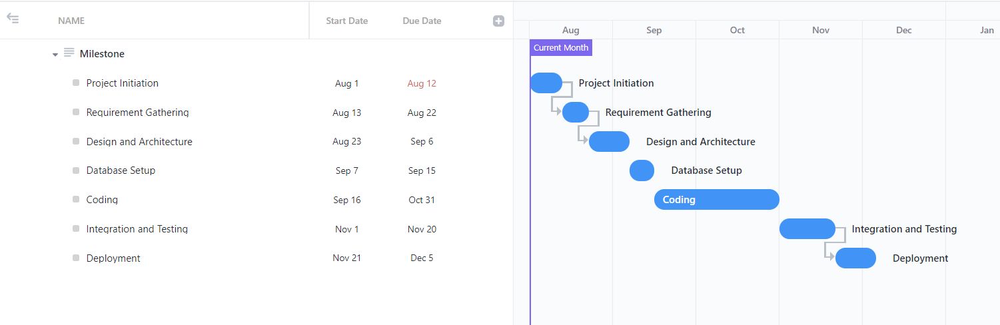 NAME Start Date Due Date
Aug Sep Oct Nov Dec Jan
Milestone Current Month
Project Initiation Aug 1 Aug 12 Project Initiation
Requirement Gathering Aug 13 Aug 22 Requirement Gathering
Design and Architecture Aug 23 Sep 6 Design and Architecture
Database Setup Sep 7 Sep 15 Database Setup
Coding Sep 16 Oct 31 Coding
Integration and Testing Nov 1 Nov 20 Integration and Testing
Deployment Nov 21 Dec 5 Deployment